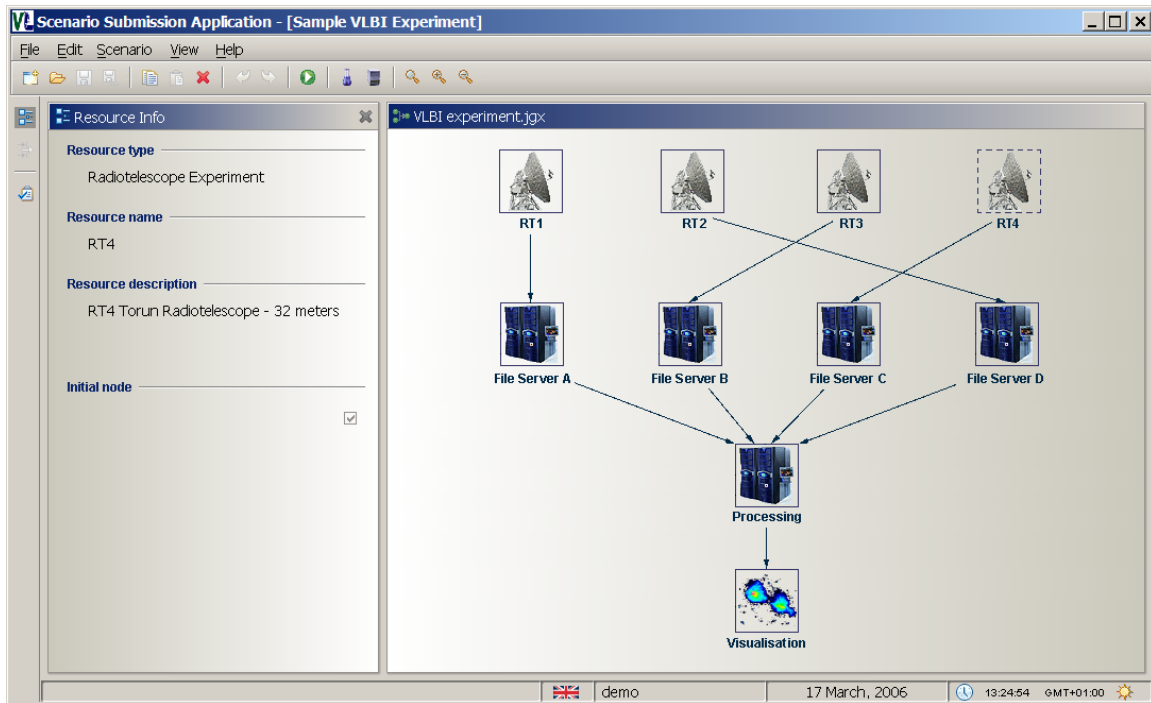 Scenario Submission Application - [Sample VLBI Experiment]
File Edit Scenario View Help
Resource Info
Resource type
Radiotelescope Experiment
Resource name
RT4
Resource description
RT4 Torun Radiotelescope - 32 meters
Initial node
VLBI experiment.jgx
RT1 RT2 RT3 RT4
File Server A File Server B File Server C File Server D
Processing
Visualisation
demo 17 March, 2006 13:24:54 GMT+01:00